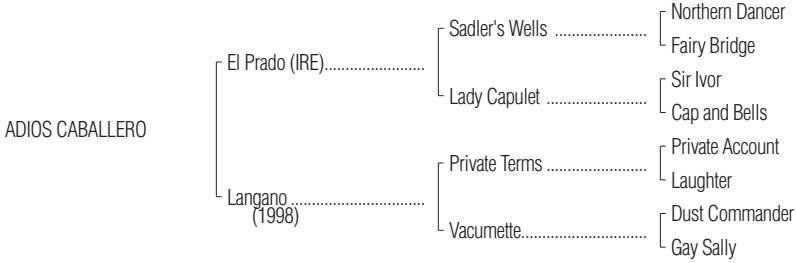 Northern Dancer
Sadler's Wells ......................
Fairy Bridge
El Prado (IRE)........................
Sir Ivor
Lady Capulet ........................
Cap and Bells
ADIOS CABALLERO
Private Account
Private Terms ........................
Laughter
Langano ................................
(1998)
Dust Commander
Vacumette..............................
Gay Sally